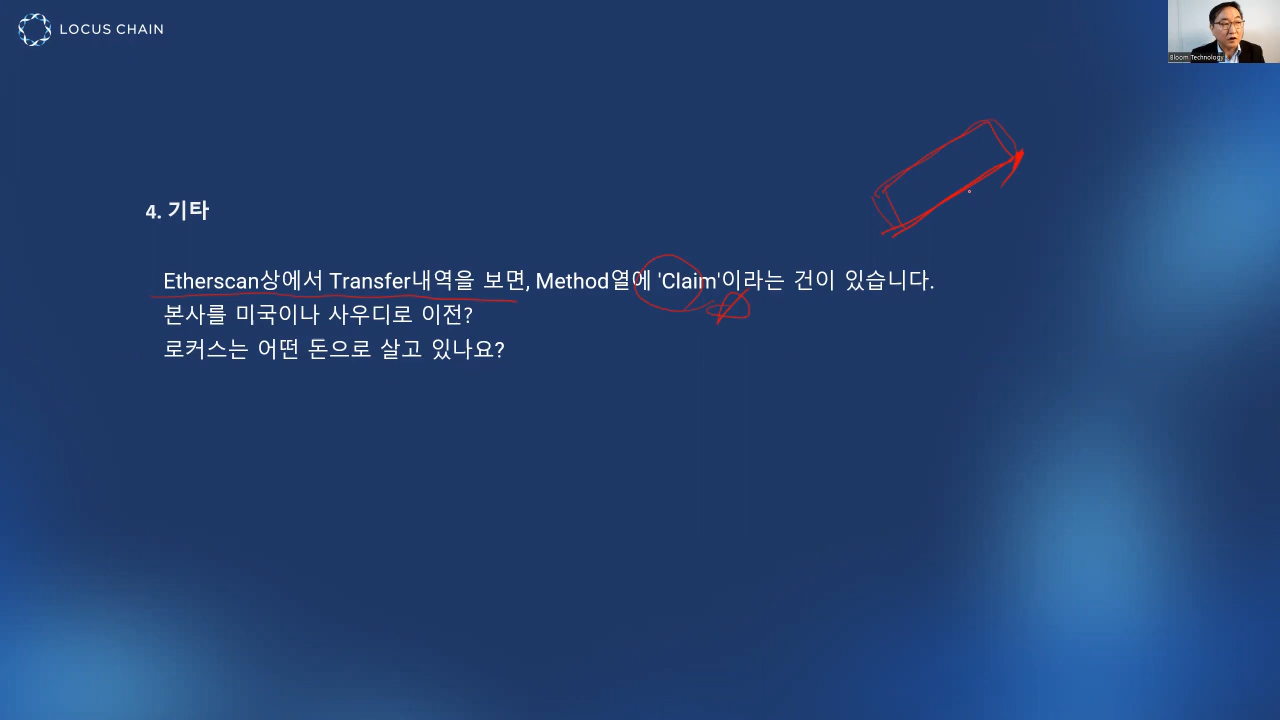 LOCUS CHAIN
Bloom Technology
4. 기타
Etherscan상에서 Transfer내역을 보면, Method열에 'Claim'이라는 건이 있습니다.
본사를 미국이나 사우디로 이전?
로커스는 어떤 돈으로 살고 있나요?